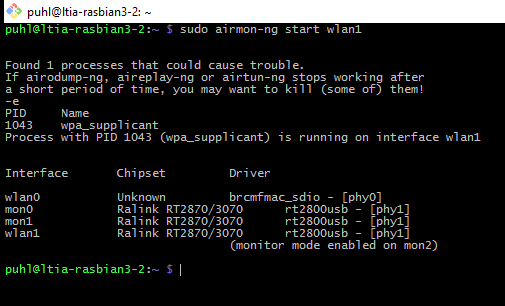 puhl@ltia-rasbian3-2: ~
puhl@ltia-rasbian3-2:~ $ sudo airmon-ng start wlan1
Found 1 processes that could cause trouble.
If airodump-ng, aireplay-ng or airtun-ng stops working after
a short period of time, you may want to kill (some of) them!
-e
PID     Name
1043    wpa_supplicant
Process with PID 1043 (wpa_supplicant) is running on interface wlan1
Interface       Chipset         Driver
wlan0           Unknown         brcmfmac_sdio - [phy0]
mon0            Ralink RT2870/3070      rt2800usb - [phy1]
mon1            Ralink RT2870/3070      rt2800usb - [phy1]
wlan1           Ralink RT2870/3070      rt2800usb - [phy1]
                                (monitor mode enabled on mon2)
puhl@ltia-rasbian3-2:~ $